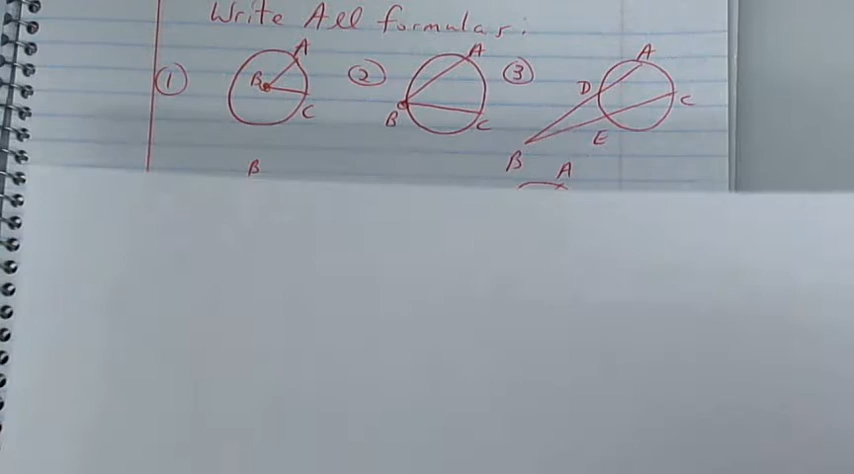 Write All formulas:
① A B C ② A B C ③ A D C E B
B A